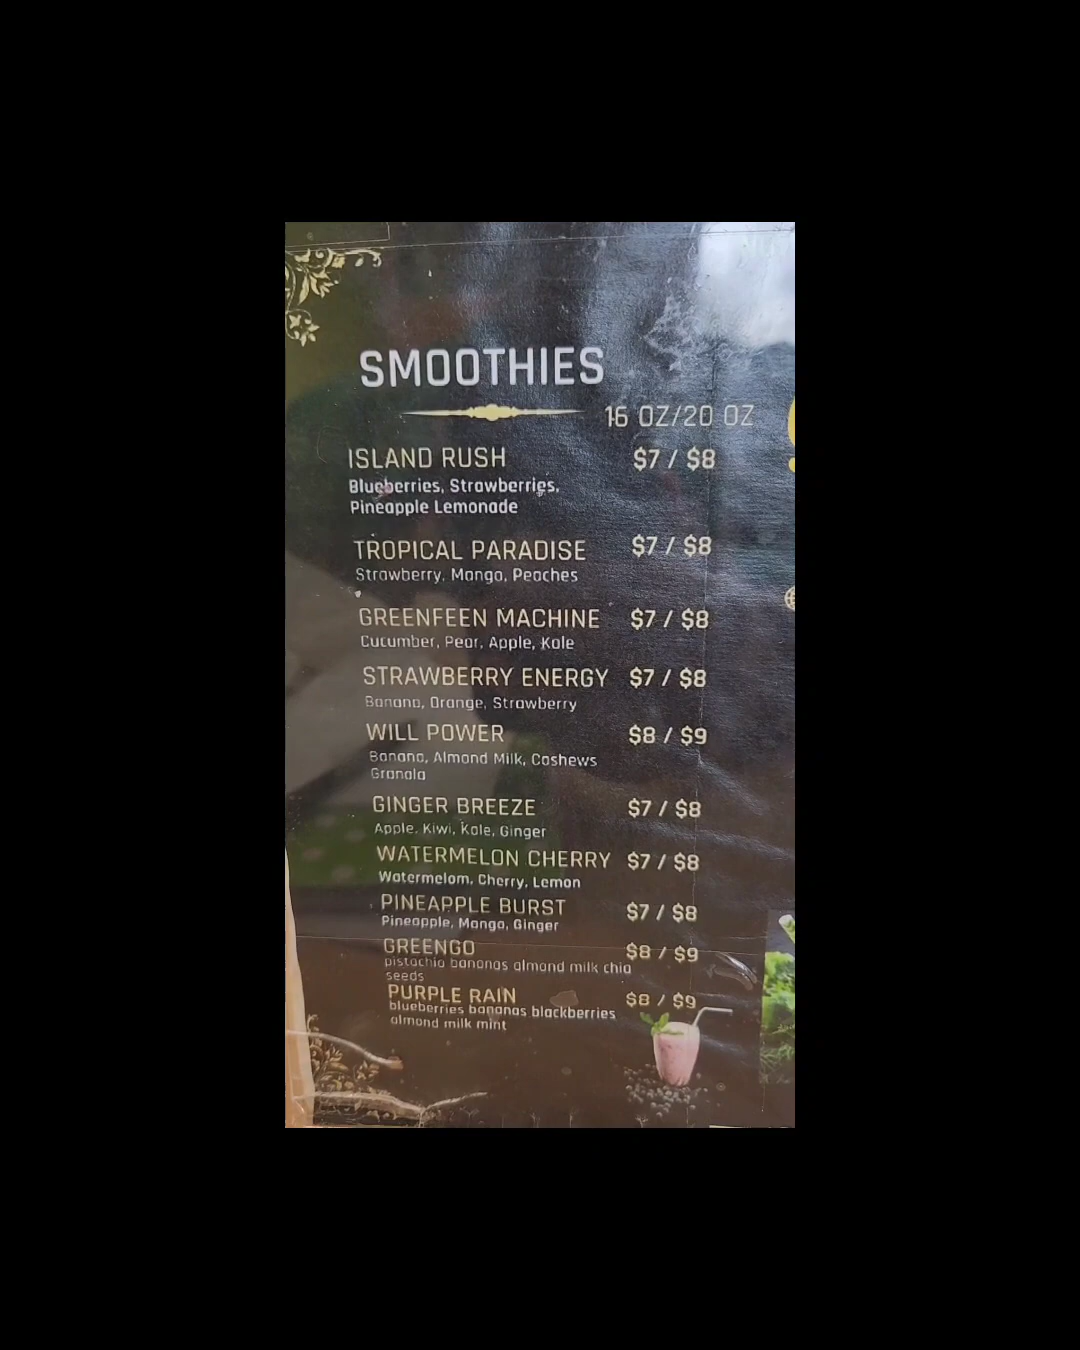 SMOOTHIES
16 OZ/20 OZ
ISLAND RUSH $7 / $8
Blueberries, Strawberries,
Pineapple Lemonade
TROPICAL PARADISE $7 / $8
Strawberry, Mango, Peaches
GREENFEEN MACHINE $7 / $8
Cucumber, Pear, Apple, Kale
STRAWBERRY ENERGY $7 / $8
Banana, Orange, Strawberry
WILL POWER $8 / $9
Banana, Almond Milk, Cashews
Granola
GINGER BREEZE $7 / $8
Apple, Kiwi, Kale, Ginger
WATERMELON CHERRY $7 / $8
Watermelom, Cherry, Lemon
PINEAPPLE BURST $7 / $8
Pineapple, Mango, Ginger
GREENGO $8 / $9
pistachio bananas almond milk chia
seeds
PURPLE RAIN $8 / $9
blueberries bananas blackberries
almond milk mint